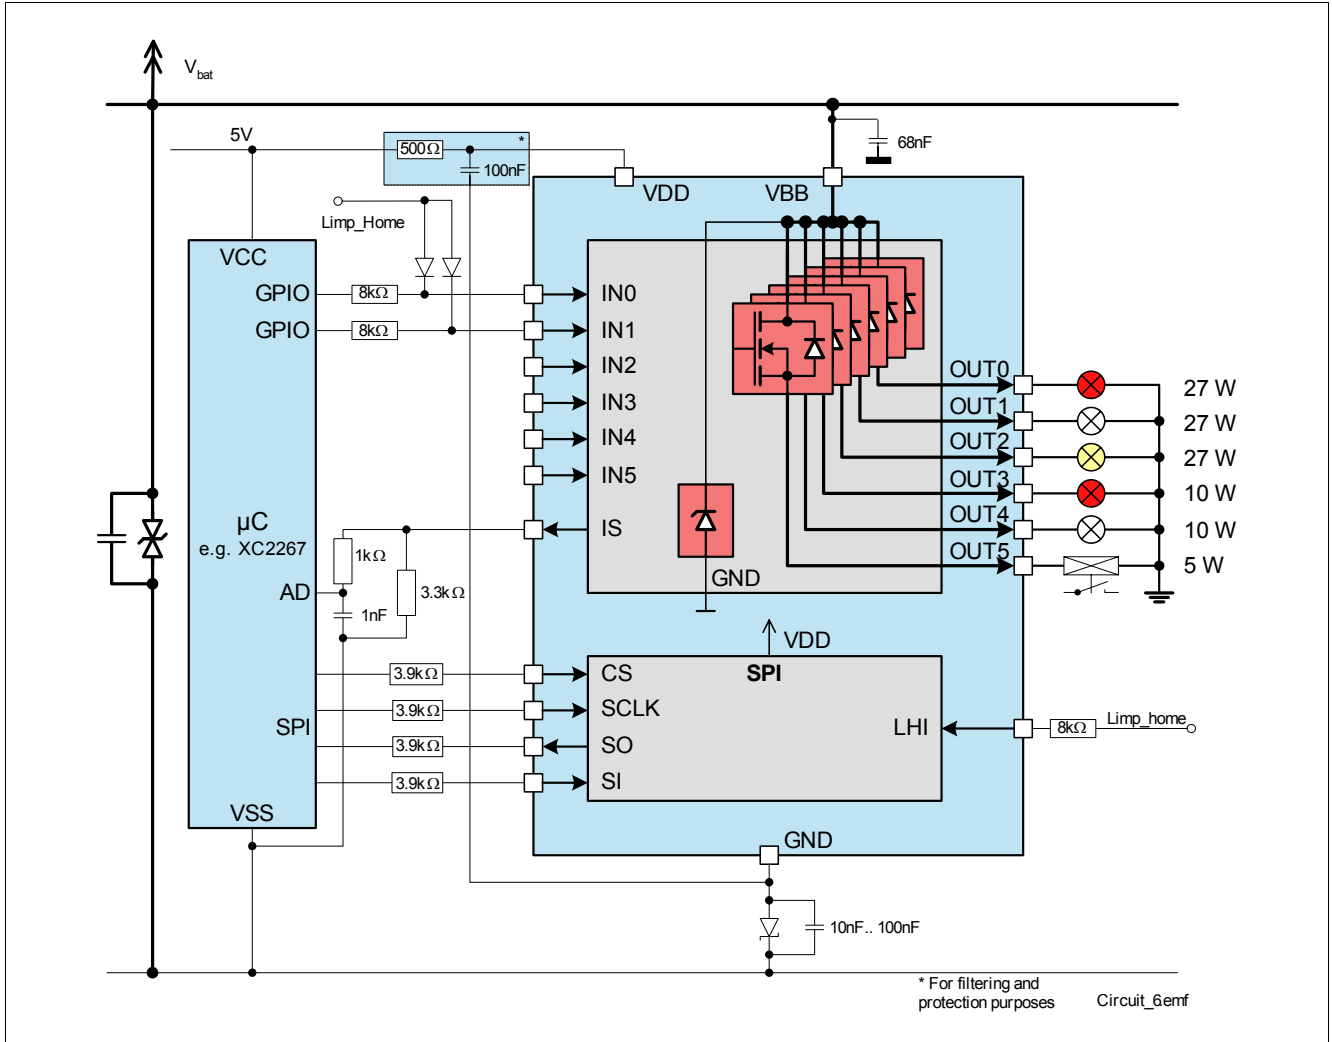 Vbat
5V
500Ω
*
100nF
68nF
VDD
VBB
Limp_Home
VCC
GPIO
8kΩ
IN0
GPIO
8kΩ
IN1
IN2
IN3
IN4
IN5
OUT0
27 W
OUT1
27 W
OUT2
27 W
OUT3
10 W
OUT4
10 W
OUT5
5 W
µC
e.g. XC2267
IS
1kΩ
AD
3.3kΩ
1nF
GND
VDD
SPI
3.9kΩ
CS
3.9kΩ
SCLK
SPI
3.9kΩ
SO
3.9kΩ
SI
LHI
8kΩ
Limp_home
VSS
GND
10nF.. 100nF
* For filtering and
protection purposes
Circuit_6.emf